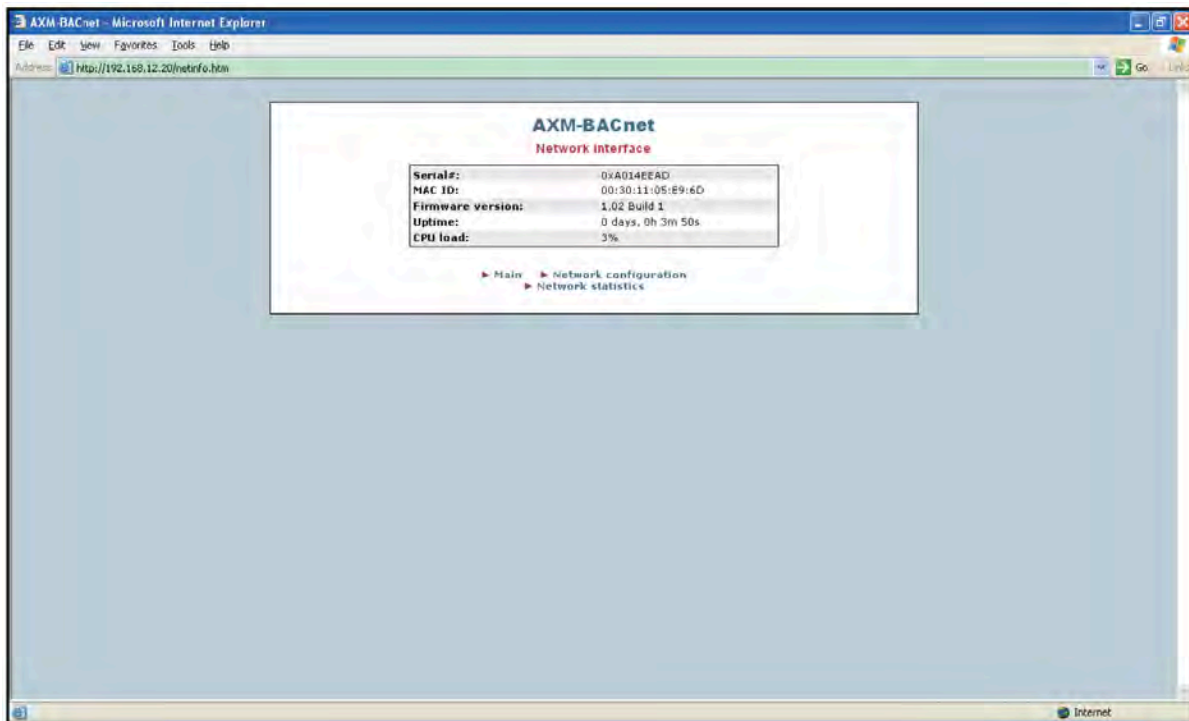 AXM-BACnet - Microsoft Internet Explorer
File Edit View Favorites Tools Help
Address http://192.168.12.20/netinfo.htm Go Links
AXM-BACnet
Network interface
Serial#: 0xA014EEAD
MAC ID: 00:30:11:05:E9:6D
Firmware version: 1.02 Build 1
Uptime: 0 days, 0h 3m 50s
CPU load: 3%
Main Network configuration
Network statistics
Internet